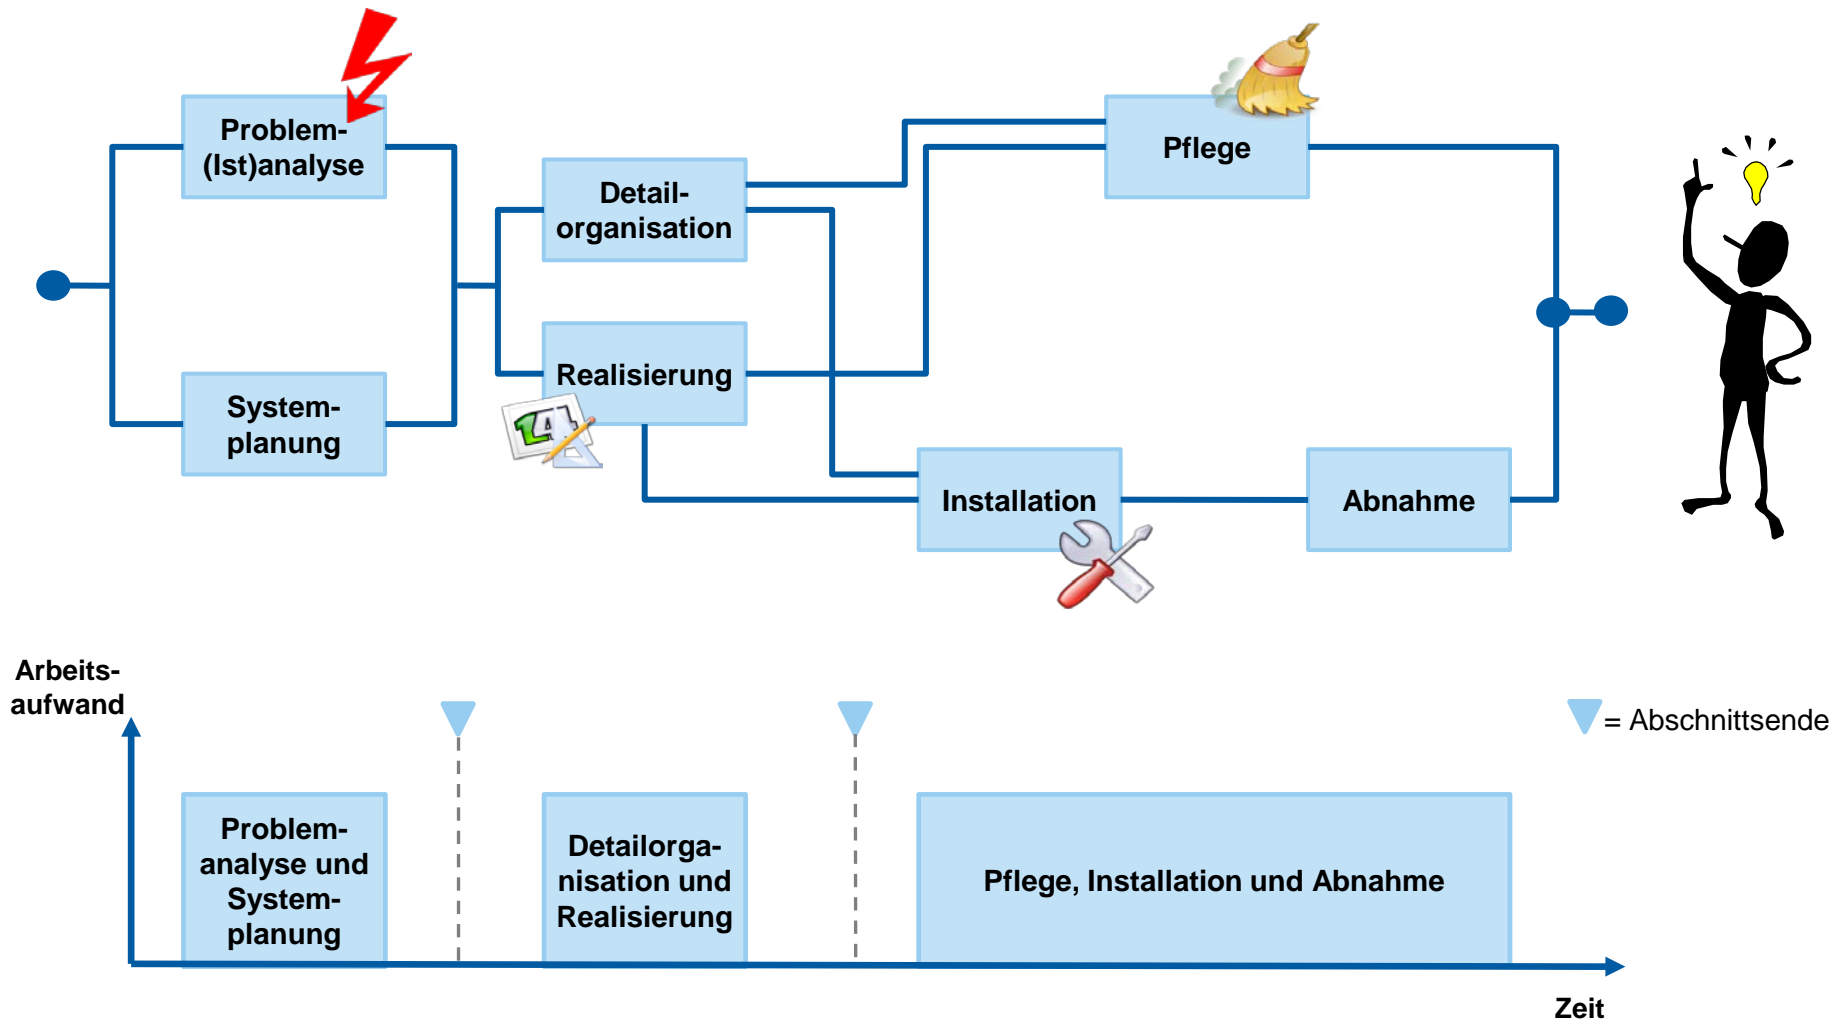 Problem-
(Ist)analyse
Detail-
organisation
Pflege
Realisierung
System-
planung
Installation
Abnahme
Arbeits-
aufwand
= Abschnittsende
Problem-
analyse und
System-
planung
Detailorga-
nisation und
Realisierung
Pflege, Installation und Abnahme
Zeit